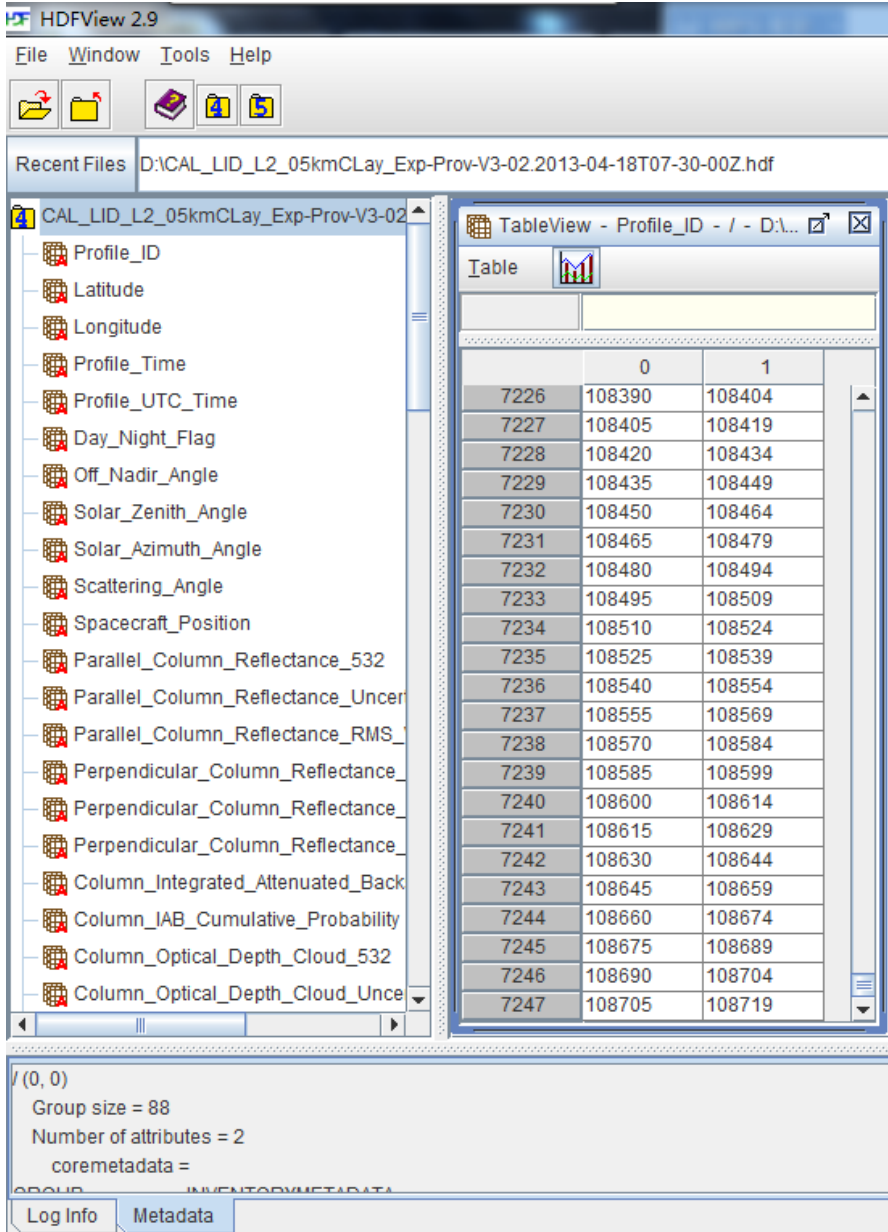 HDF HDFView 2.9
File Window Tools Help
4 5
Recent Files D:\CAL_LID_L2_05kmCLay_Exp-Prov-V3-02.2013-04-18T07-30-00Z.hdf
4 CAL_LID_L2_05kmCLay_Exp-Prov-V3-02
Profile_ID
Latitude
Longitude
Profile_Time
Profile_UTC_Time
Day_Night_Flag
Off_Nadir_Angle
Solar_Zenith_Angle
Solar_Azimuth_Angle
Scattering_Angle
Spacecraft_Position
Parallel_Column_Reflectance_532
Parallel_Column_Reflectance_Uncer
Parallel_Column_Reflectance_RMS_
Perpendicular_Column_Reflectance_
Perpendicular_Column_Reflectance_
Perpendicular_Column_Reflectance_
Column_Integrated_Attenuated_Back
Column_IAB_Cumulative_Probability
Column_Optical_Depth_Cloud_532
Column_Optical_Depth_Cloud_Unce
TableView - Profile_ID - / - D:\...
Table
0 1
7226 108390 108404
7227 108405 108419
7228 108420 108434
7229 108435 108449
7230 108450 108464
7231 108465 108479
7232 108480 108494
7233 108495 108509
7234 108510 108524
7235 108525 108539
7236 108540 108554
7237 108555 108569
7238 108570 108584
7239 108585 108599
7240 108600 108614
7241 108615 108629
7242 108630 108644
7243 108645 108659
7244 108660 108674
7245 108675 108689
7246 108690 108704
7247 108705 108719
/ (0, 0)
Group size = 88
Number of attributes = 2
coremetadata =
GROUP INVENTORYMETADATA
Log Info Metadata